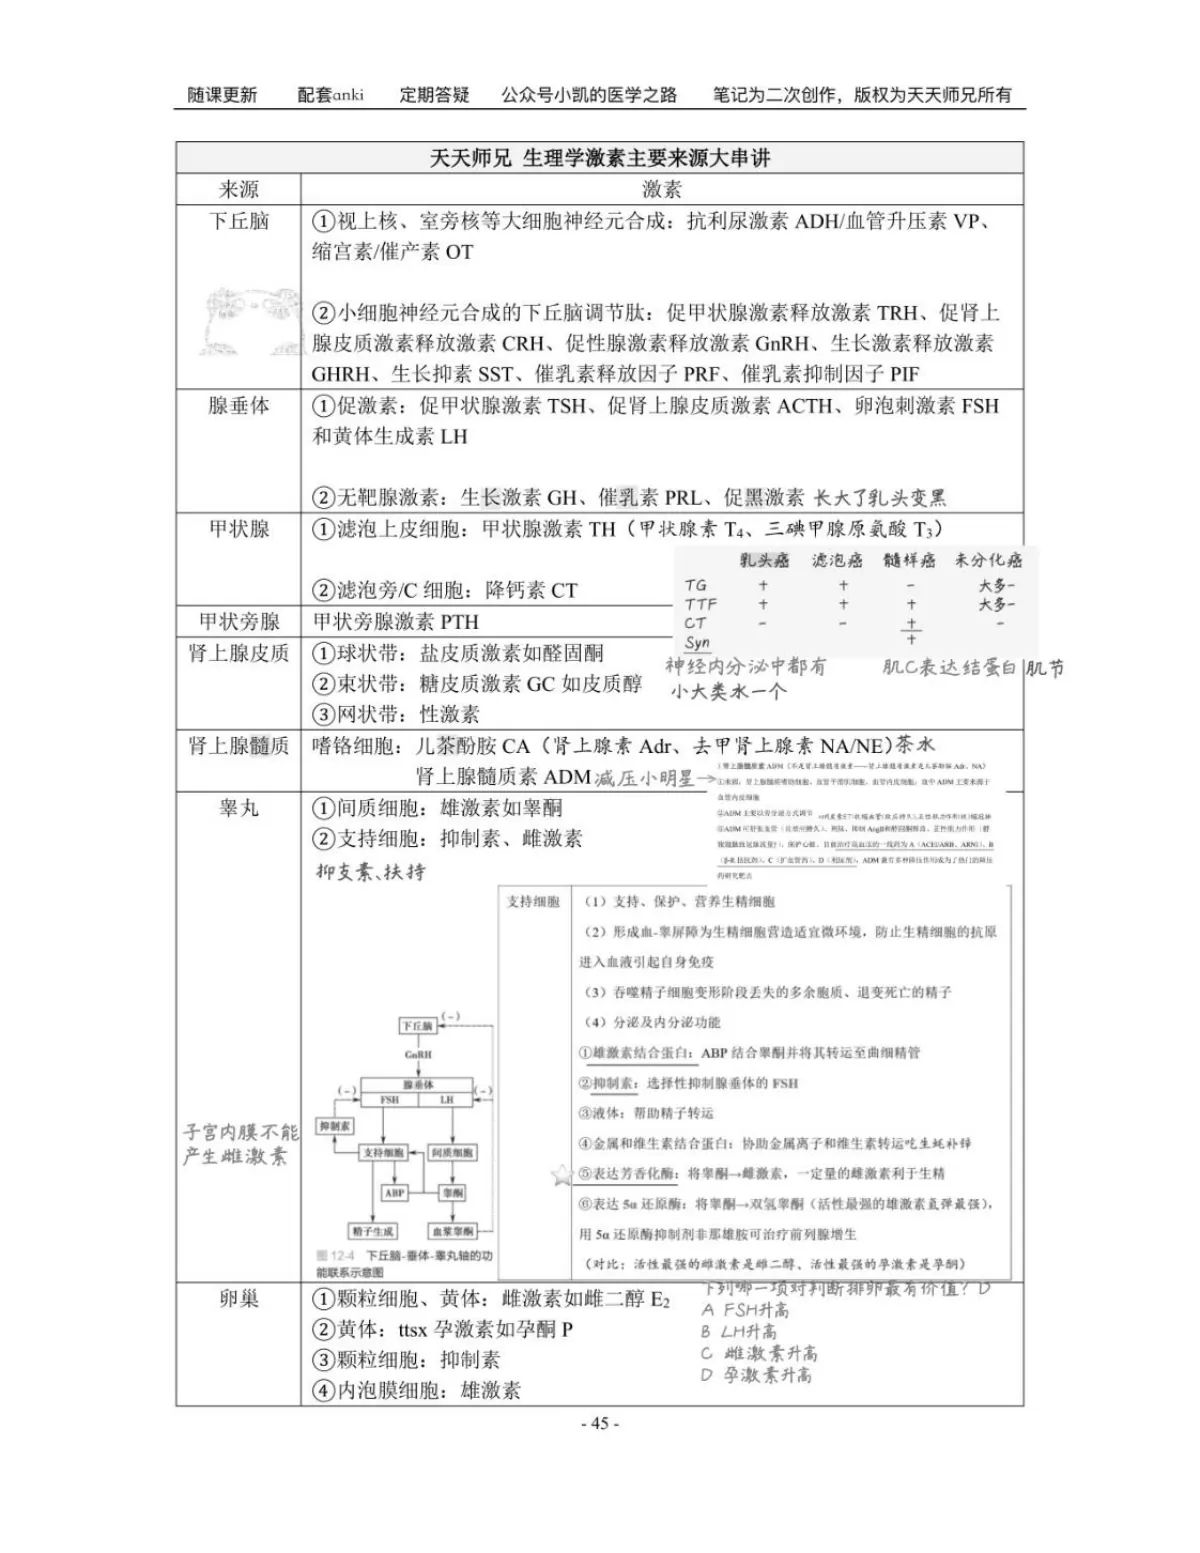 随课更新 配套anki 定期答疑 公众号小凯的医学之路 笔记为二次创作，版权为天天师兄所有
天天师兄 生理学激素主要来源大串讲
来源 激素
下丘脑 ①视上核、室旁核等大细胞神经元合成：抗利尿激素 ADH/血管升压素 VP、
缩宫素/催产素 OT
②小细胞神经元合成的下丘脑调节肽：促甲状腺激素释放激素 TRH、促肾上
腺皮质激素释放激素 CRH、促性腺激素释放激素 GnRH、生长激素释放激素
GHRH、生长抑素 SST、催乳素释放因子 PRF、催乳素抑制因子 PIF
腺垂体 ①促激素：促甲状腺激素 TSH、促肾上腺皮质激素 ACTH、卵泡刺激素 FSH
和黄体生成素 LH
②无靶腺激素：生长激素 GH、催乳素 PRL、促黑激素 长大了乳头变黑
甲状腺 ①滤泡上皮细胞：甲状腺激素 TH（甲状腺素 T₄、三碘甲腺原氨酸 T₃）
②滤泡旁/C 细胞：降钙素 CT
乳头癌 滤泡癌 髓样癌 未分化癌
TG + + - 大多-
TTF + + + 大多-
CT - - + -
Syn +
神经内分泌中都有 肌C表达结蛋白|肌节
小大类水一个
甲状旁腺 甲状旁腺激素 PTH
肾上腺皮质 ①球状带：盐皮质激素如醛固酮
②束状带：糖皮质激素 GC 如皮质醇
③网状带：性激素
肾上腺髓质 嗜铬细胞：儿茶酚胺 CA（肾上腺素 Adr、去甲肾上腺素 NA/NE）茶水
肾上腺髓质素 ADM 减压小明星→
睾丸 ①间质细胞：雄激素如睾酮
②支持细胞：抑制素、雌激素
抑支素、扶持
支持细胞 （1）支持、保护、营养生精细胞
（2）形成血-睾屏障为生精细胞营造适宜微环境，防止生精细胞的抗原
进入血液引起自身免疫
（3）吞噬精子细胞变形阶段丢失的多余胞质、退变死亡的精子
（4）分泌及内分泌功能
①雄激素结合蛋白：ABP 结合睾酮并将其转运至曲细精管
②抑制素：选择性抑制腺垂体的 FSH
③液体：帮助精子转运
④金属和维生素结合蛋白：协助金属离子和维生素转运吃生蚝补锌
⑤表达芳香化酶：将睾酮→雌激素，一定量的雌激素利于生精
⑥表达 5α 还原酶：将睾酮→双氢睾酮（活性最强的雄激素氢弹最强），
用 5α 还原酶抑制剂非那雄胺可治疗前列腺增生
（对比：活性最强的雌激素是雌二醇、活性最强的孕激素是孕酮）
子宫内膜不能
产生雌激素
下丘脑 (-)
GnRH
(-) 腺垂体 (-)
FSH LH
抑制素
支持细胞 间质细胞
ABP 睾酮
精子生成 血浆睾酮
图 12-4 下丘脑-垂体-睾丸轴的功
能联系示意图
卵巢 ①颗粒细胞、黄体：雌激素如雌二醇 E₂
②黄体：ttsx 孕激素如孕酮 P
③颗粒细胞：抑制素
④内泡膜细胞：雄激素
下列哪一项对判断排卵最有价值？D
A FSH升高
B LH升高
C 雌激素升高
D 孕激素升高
- 45 -